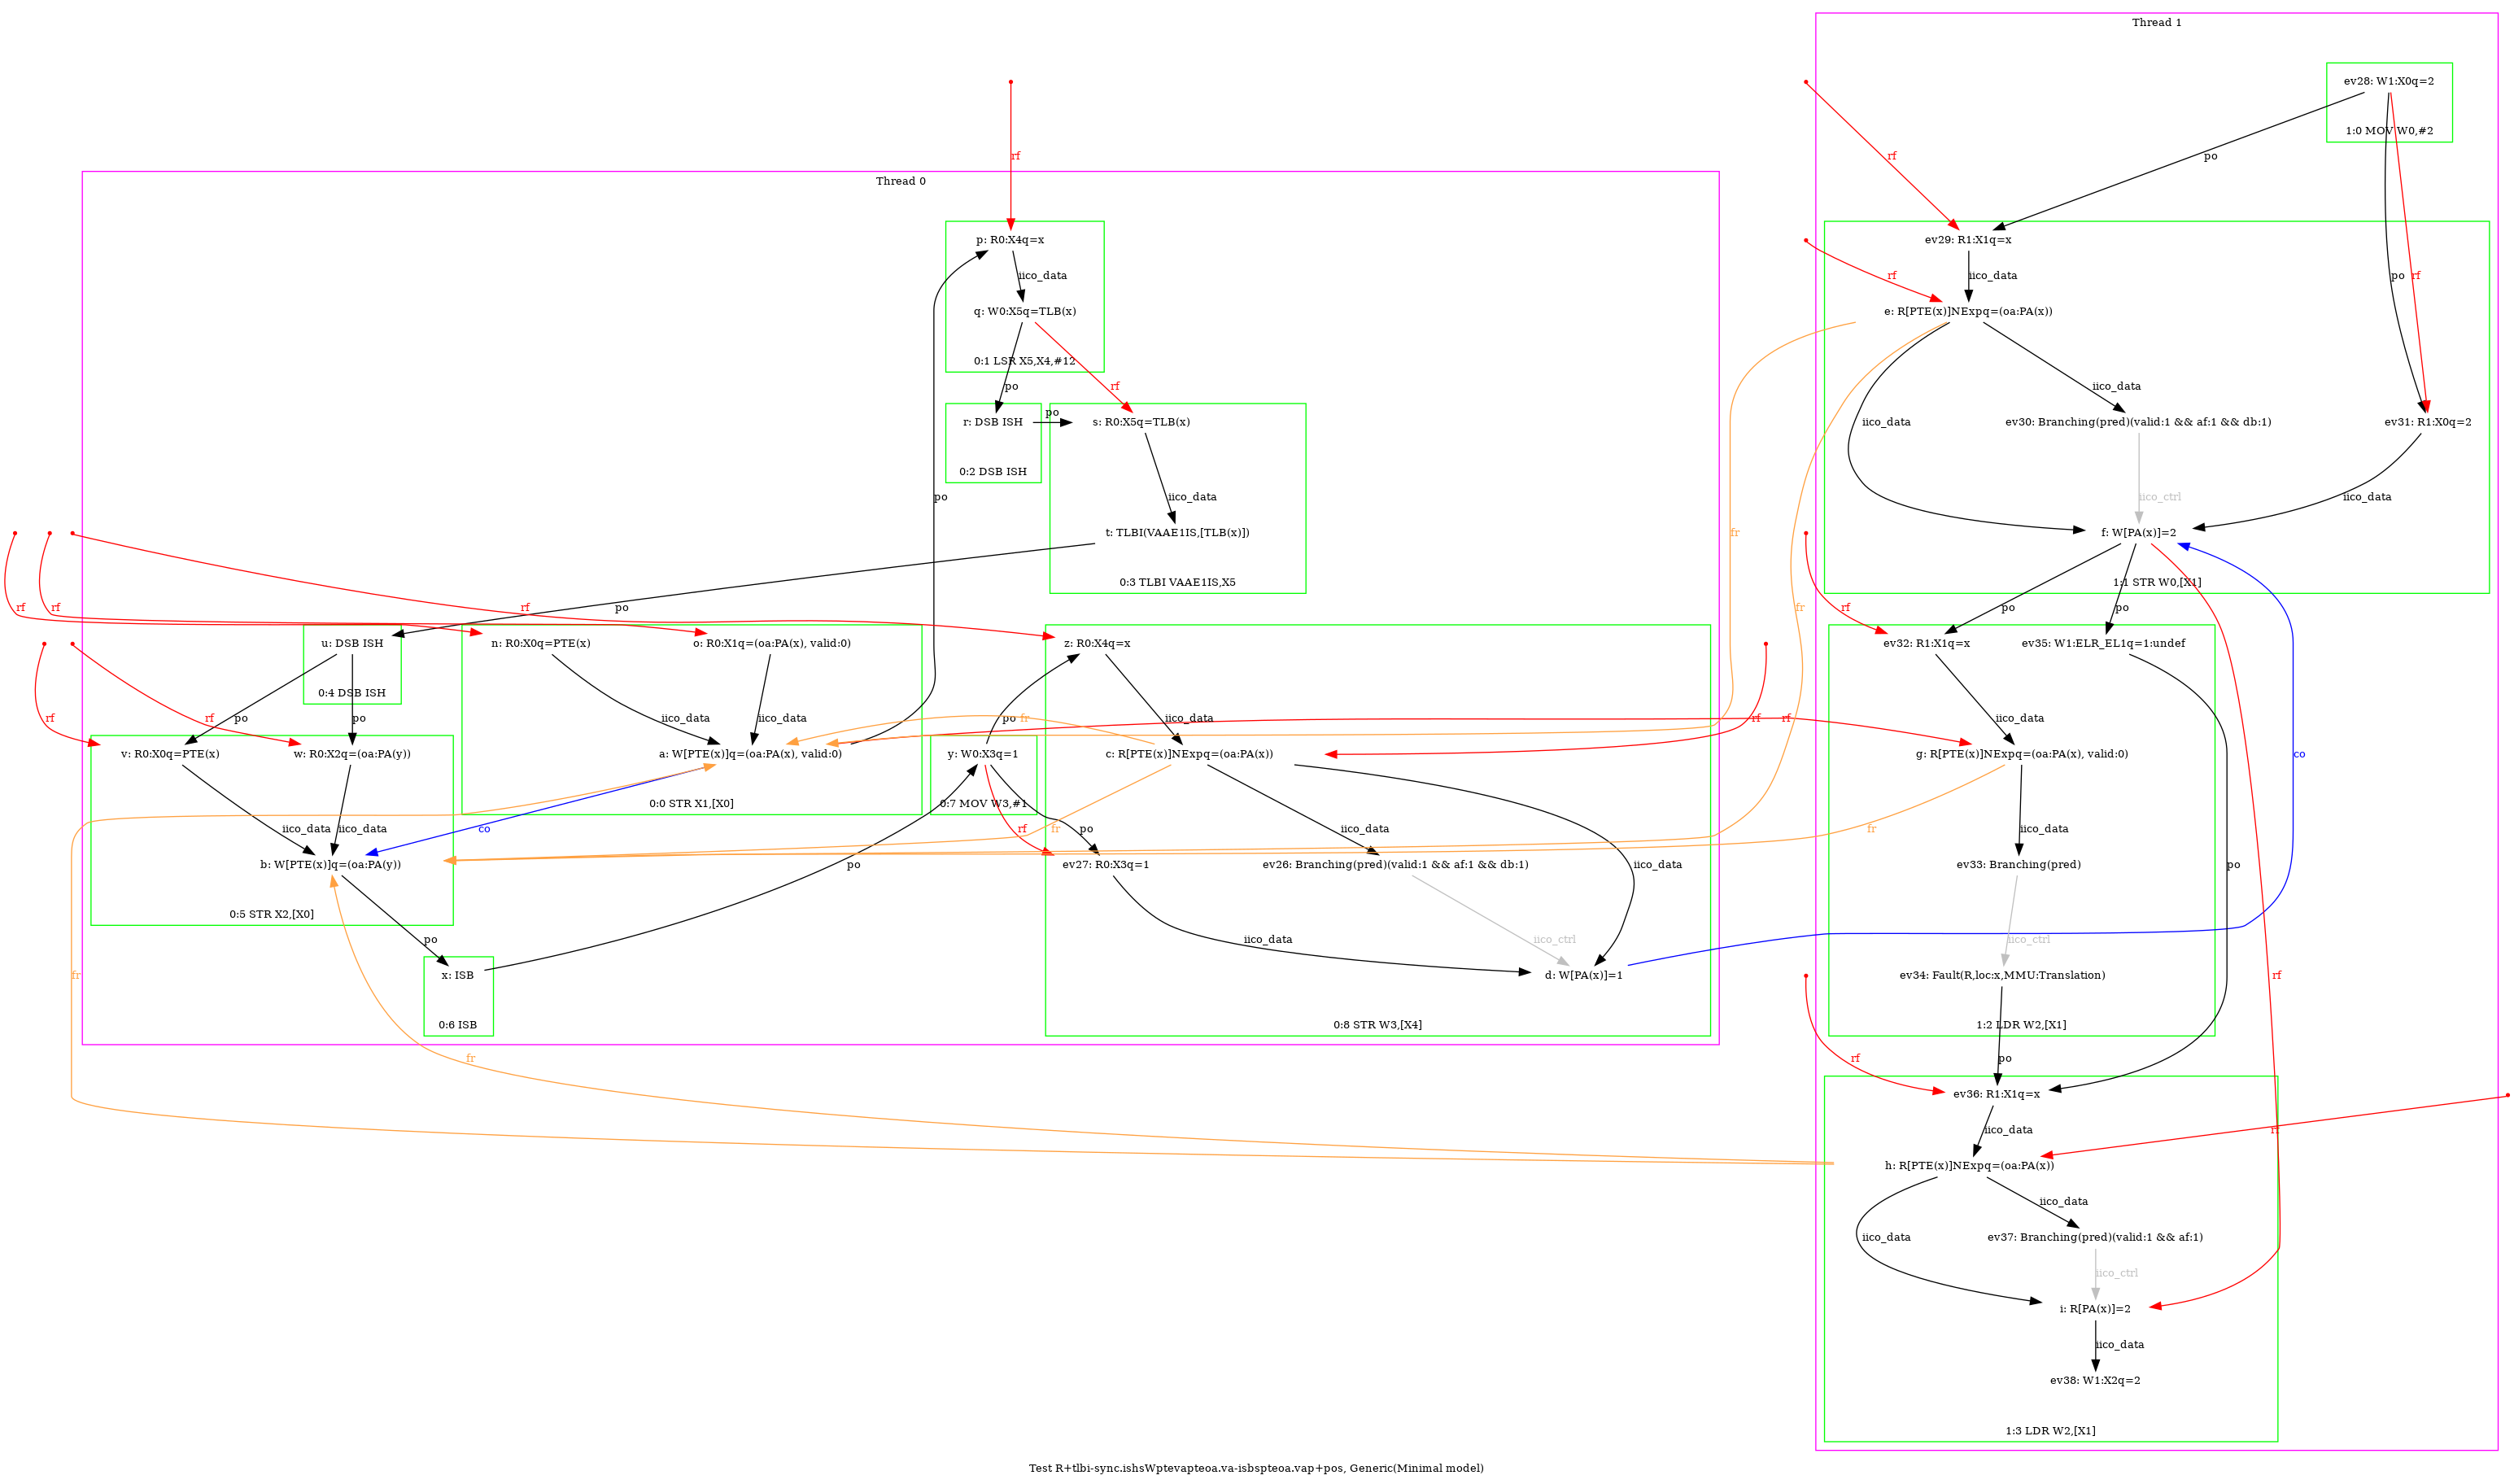 Thread 1
ev28: W1:X0q=2
1:0 MOV W0,#2
po
po
rf
rf
rf
Thread 0
p: R0:X4q=x
iico_data
q: W0:X5q=TLB(x)
0:1 LSR X5,X4,#12
po
rf
rf
ev29: R1:X1q=x
iico_data
e: R[PTE(x)]NExpq=(oa:PA(x))
iico_data
iico_data
ev30: Branching(pred)(valid:1 && af:1 && db:1)
ev31: R1:X0q=2
iico_ctrl
iico_data
f: W[PA(x)]=2
1:1 STR W0,[X1]
r: DSB ISH
0:2 DSB ISH
po
s: R0:X5q=TLB(x)
iico_data
t: TLBI(VAAE1IS,[TLB(x)])
0:3 TLBI VAAE1IS,X5
po
po
fr
fr
rf
rf
rf
rf
po
po
u: DSB ISH
0:4 DSB ISH
n: R0:X0q=PTE(x)
o: R0:X1q=(oa:PA(x), valid:0)
iico_data
iico_data
a: W[PTE(x)]q=(oa:PA(x), valid:0)
0:0 STR X1,[X0]
z: R0:X4q=x
iico_data
c: R[PTE(x)]NExpq=(oa:PA(x))
ev32: R1:X1q=x
ev35: W1:ELR_EL1q=1:undef
iico_data
g: R[PTE(x)]NExpq=(oa:PA(x), valid:0)
rf
rf
po
po
po
fr
rf
rf
co
v: R0:X0q=PTE(x)
w: R0:X2q=(oa:PA(y))
iico_data
iico_data
b: W[PTE(x)]q=(oa:PA(y))
0:5 STR X2,[X0]
co
y: W0:X3q=1
0:7 MOV W3,#1
rf
po
fr
iico_data
iico_data
fr
iico_data
ev27: R0:X3q=1
ev26: Branching(pred)(valid:1 && af:1 && db:1)
ev33: Branching(pred)
po
po
iico_data
iico_ctrl
iico_ctrl
po
x: ISB
0:6 ISB
d: W[PA(x)]=1
0:8 STR W3,[X4]
ev34: Fault(R,loc:x,MMU:Translation)
1:2 LDR W2,[X1]
fr
rf
fr
rf
po
ev36: R1:X1q=x
iico_data
rf
h: R[PTE(x)]NExpq=(oa:PA(x))
iico_data
iico_data
ev37: Branching(pred)(valid:1 && af:1)
iico_ctrl
i: R[PA(x)]=2
iico_data
ev38: W1:X2q=2
1:3 LDR W2,[X1]
Test R+tlbi-sync.ishsWptevapteoa.va-isbspteoa.vap+pos, Generic(Minimal model)